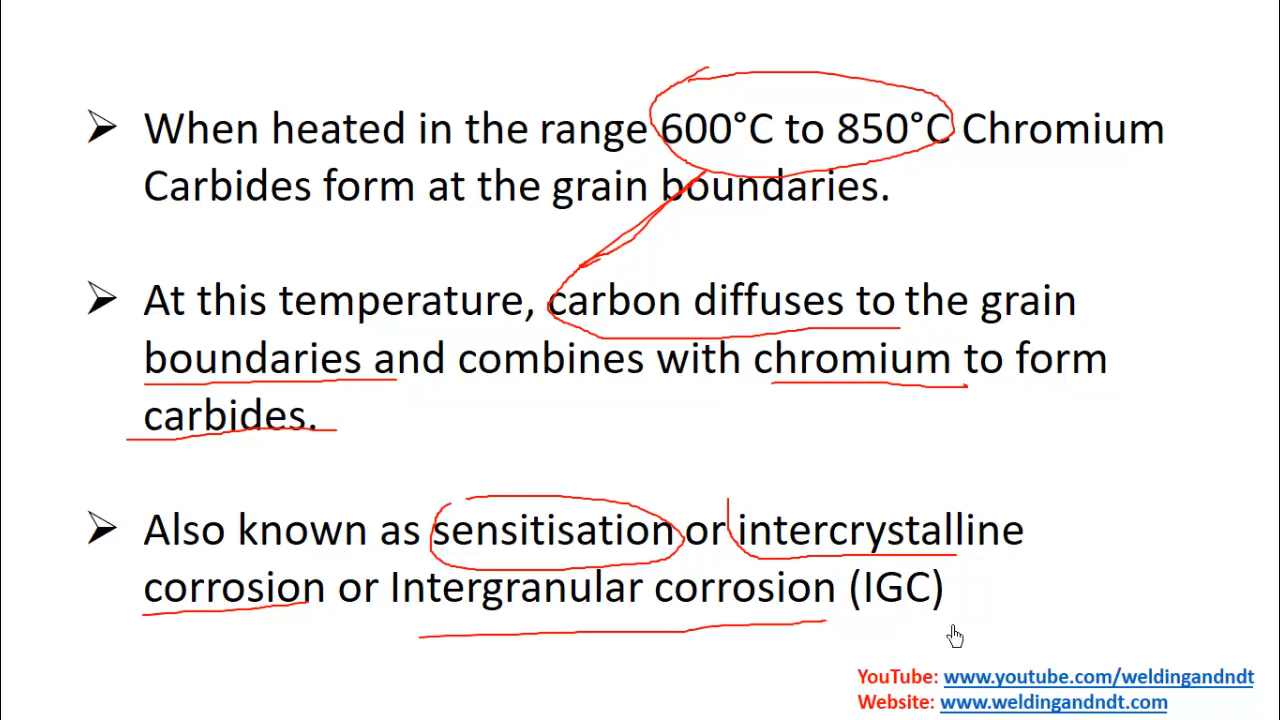 ➢ When heated in the range 600°C to 850°C Chromium
Carbides form at the grain boundaries.
➢ At this temperature, carbon diffuses to the grain
boundaries and combines with chromium to form
carbides.
➢ Also known as sensitisation or intercrystalline
corrosion or Intergranular corrosion (IGC)
YouTube: www.youtube.com/weldingandndt
Website: www.weldingandndt.com